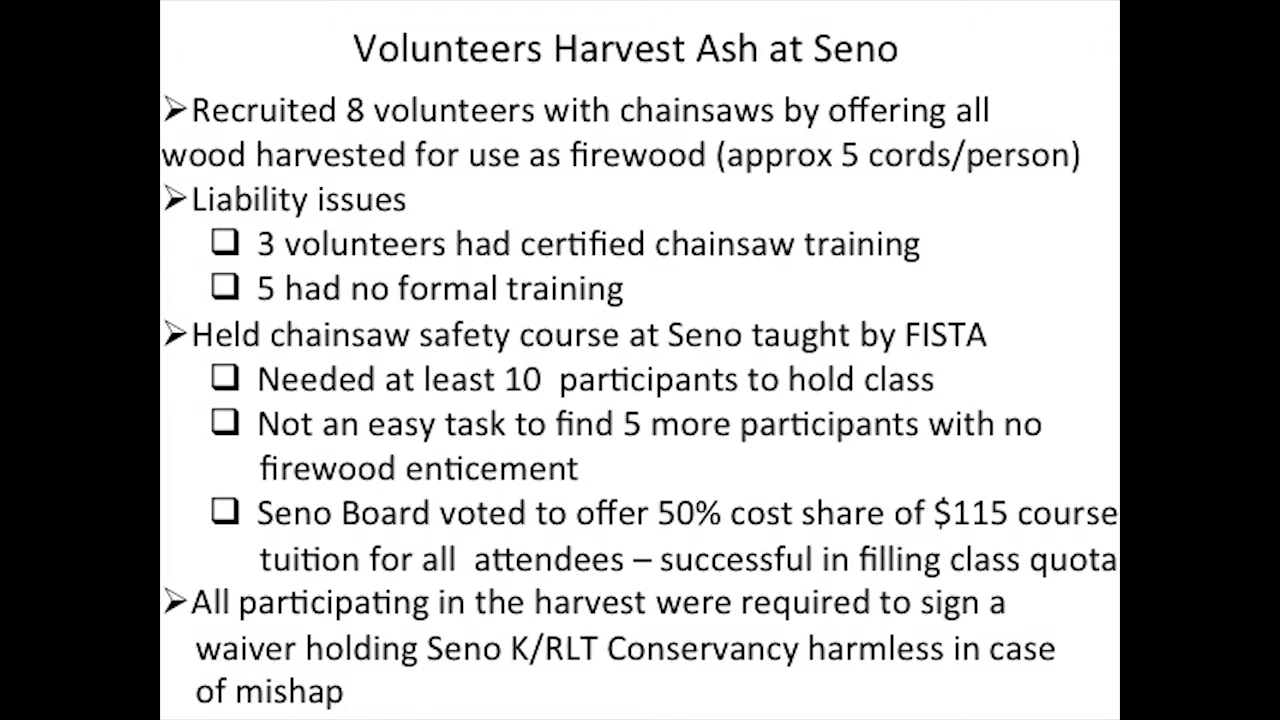 Volunteers Harvest Ash at Seno
➢Recruited 8 volunteers with chainsaws by offering all
wood harvested for use as firewood (approx 5 cords/person)
➢Liability issues
❑ 3 volunteers had certified chainsaw training
❑ 5 had no formal training
➢Held chainsaw safety course at Seno taught by FISTA
❑ Needed at least 10  participants to hold class
❑ Not an easy task to find 5 more participants with no
firewood enticement
❑ Seno Board voted to offer 50% cost share of $115 course
tuition for all  attendees – successful in filling class quota
➢All participating in the harvest were required to sign a
waiver holding Seno K/RLT Conservancy harmless in case
of mishap